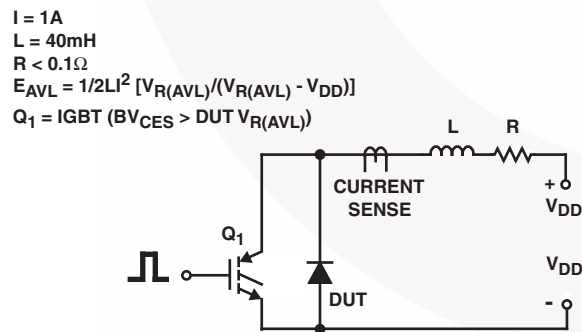 I = 1A
L = 40mH
R < 0.1Ω
E_AVL = 1/2LI² [V_R(AVL)/(V_R(AVL) - V_DD)]
Q₁ = IGBT (BV_CES > DUT V_R(AVL))
L R
CURRENT
SENSE
+
V_DD
Q₁
DUT
V_DD
-